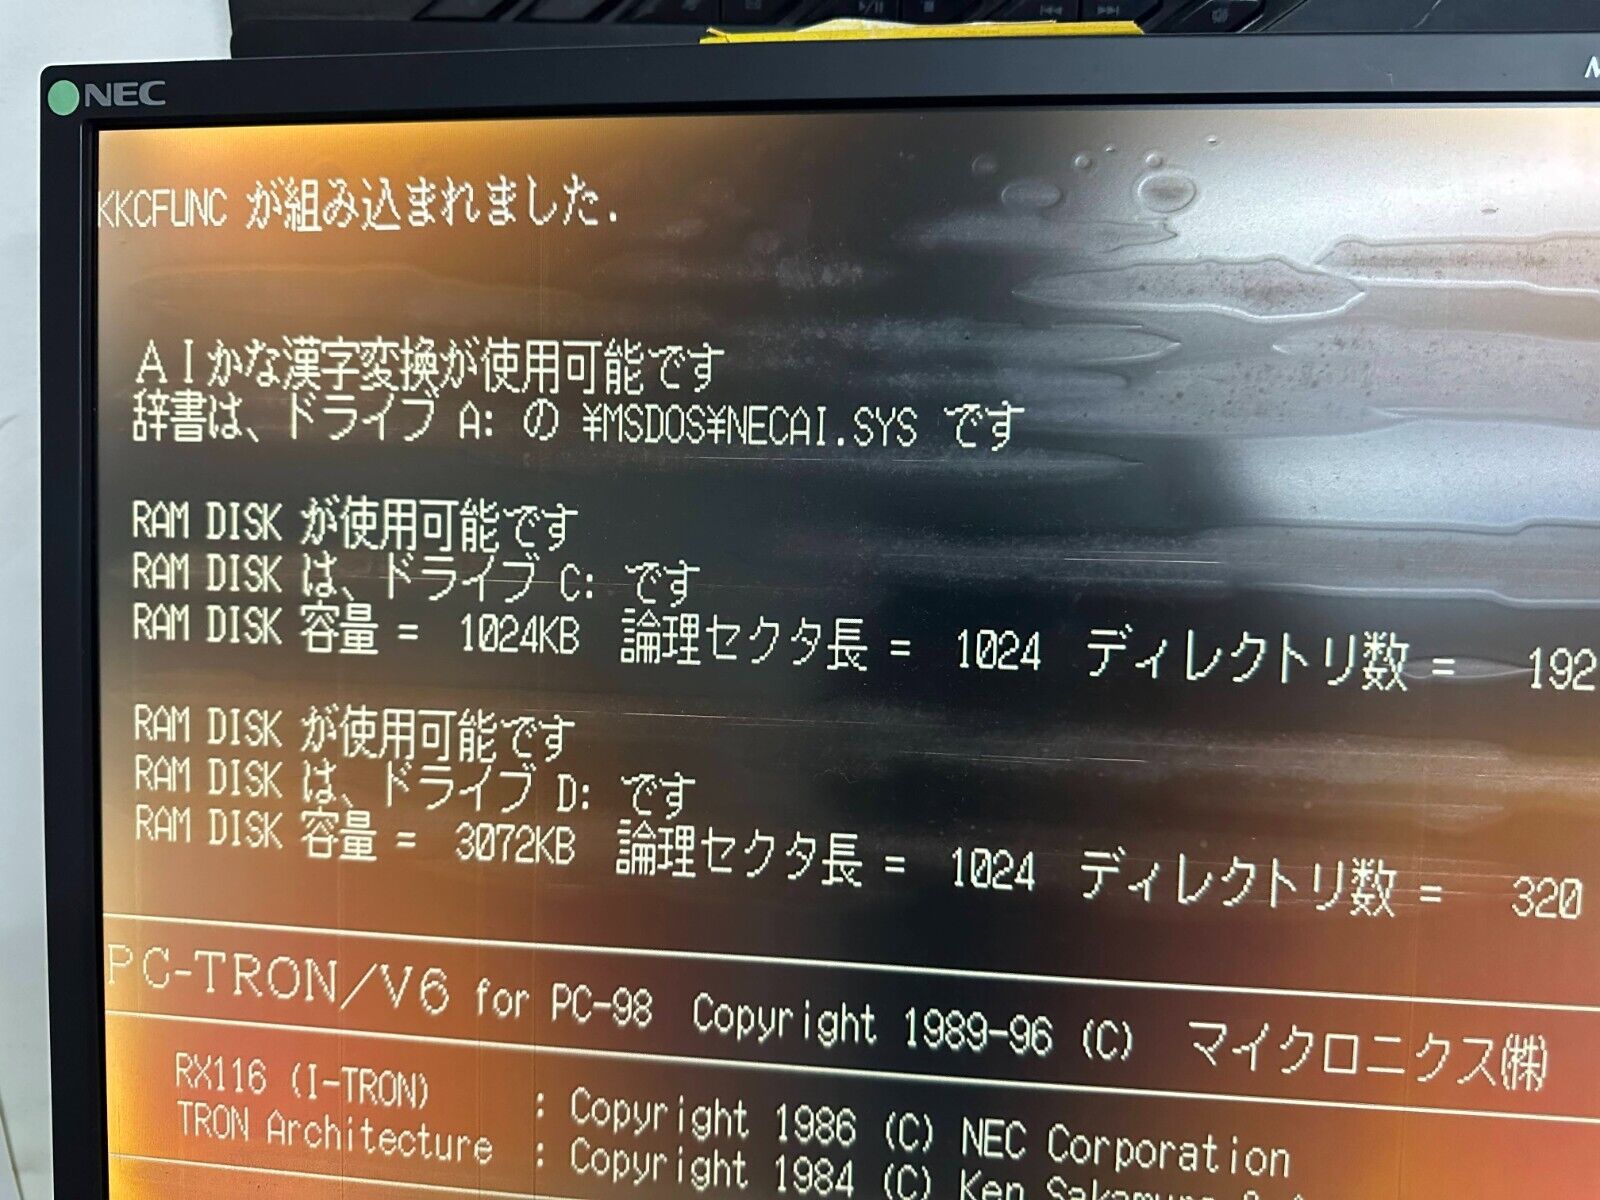 NEC
KKCFUNC が組み込まれました.
AIかな漢字変換が使用可能です
辞書は、ドライブ A: の ¥MSDOS¥NECAI.SYS です
RAM DISK が使用可能です
RAM DISK は、ドライブ C: です
RAM DISK 容量 = 1024KB 論理セクタ長 = 1024 ディレクトリ数 = 192
RAM DISK が使用可能です
RAM DISK は、ドライブ D: です
RAM DISK 容量 = 3072KB 論理セクタ長 = 1024 ディレクトリ数 = 320
PC-TRON/V6 for PC-98 Copyright 1989-96 (C) マイクロニクス㈱
RX116 (I-TRON) : Copyright 1986 (C) NEC Corporation
TRON Architecture : Copyright 1984 (C) Ken Sakamura